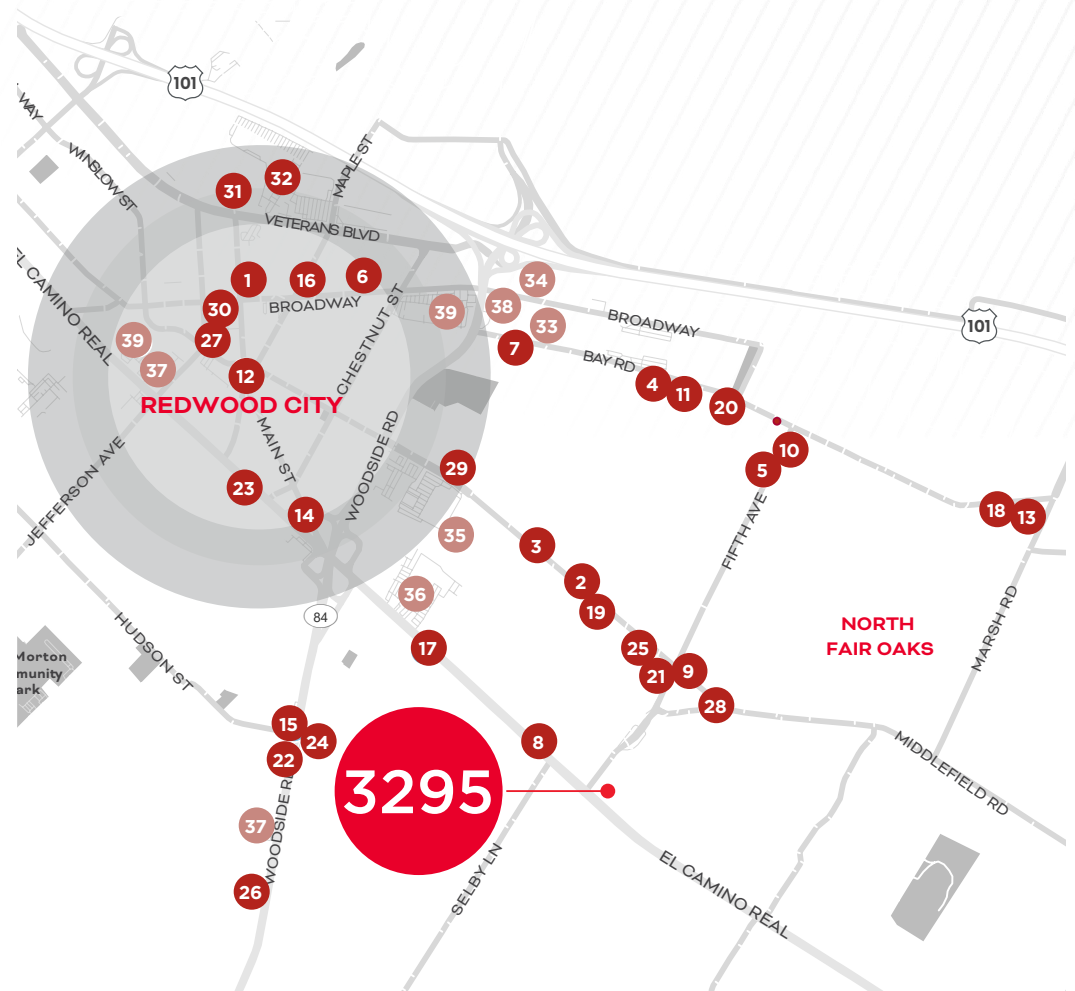 101
WAY
WINSLOW ST
MAPLE ST
32
31
VETERANS BLVD
EL CAMINO REAL
1
16
6
34
30
BROADWAY
CHESTNUT ST
39
38
33
BROADWAY
101
39
27
7
BAY RD
37
12
4
11
20
REDWOOD CITY
MAIN ST
WOODSIDE RD
JEFFERSON AVE
29
10
5
23
14
FIFTH AVE
18
13
35
3
36
2
19
84
HUDSON ST
17
25
21
9
NORTH
FAIR OAKS
MARSH RD
Morton
munity
ark
28
15
24
22
8
MIDDLEFIELD RD
3295
37
WOODSIDE RD
26
SELBY LN
EL CAMINO REAL